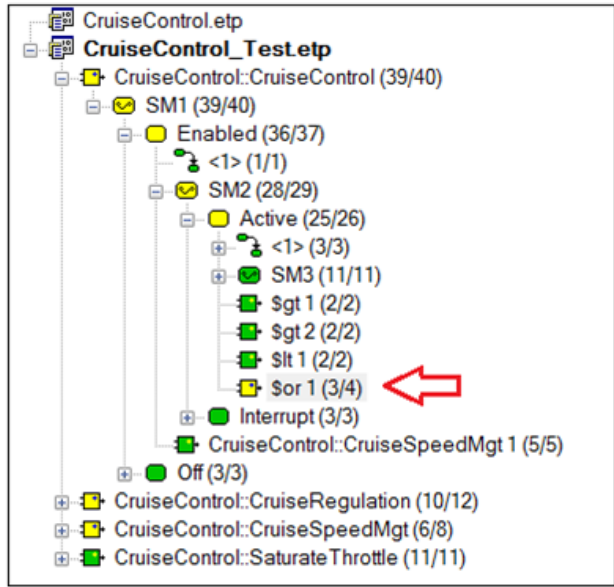 CruiseControl.etp
CruiseControl_Test.etp
CruiseControl::CruiseControl (39/40)
SM1 (39/40)
Enabled (36/37)
<1> (1/1)
SM2 (28/29)
Active (25/26)
<1> (3/3)
SM3 (11/11)
$gt 1 (2/2)
$gt 2 (2/2)
$lt 1 (2/2)
$or 1 (3/4)
Interrupt (3/3)
CruiseControl::CruiseSpeedMgt 1 (5/5)
Off (3/3)
CruiseControl::CruiseRegulation (10/12)
CruiseControl::CruiseSpeedMgt (6/8)
CruiseControl::SaturateThrottle (11/11)